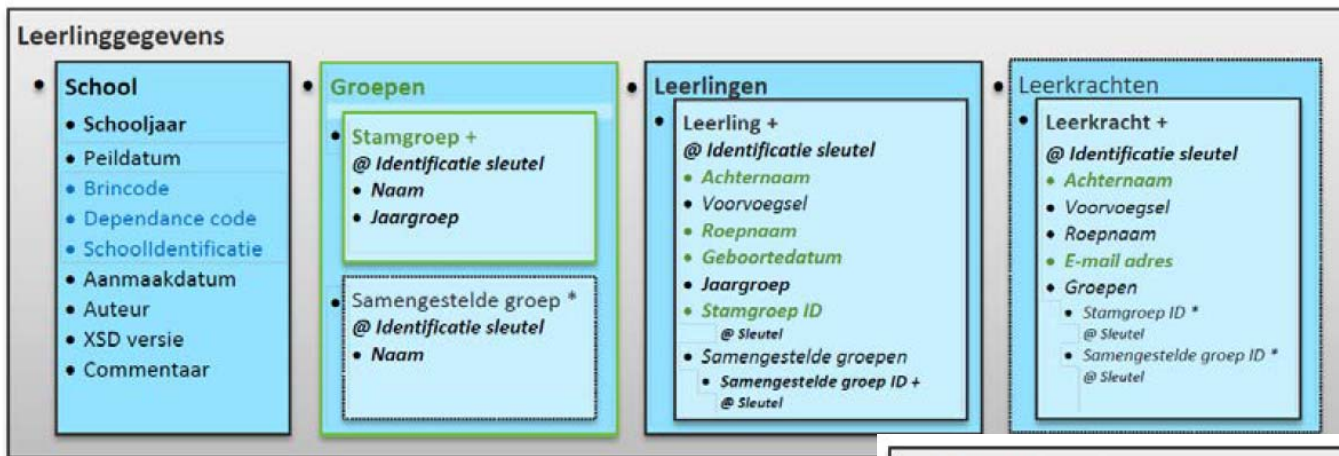 Leerlinggegevens
• School
• Schooljaar
• Peildatum
• Brincode
• Dependance code
• SchoolIdentificatie
• Aanmaakdatum
• Auteur
• XSD versie
• Commentaar
• Groepen
• Stamgroep +
@ Identificatie sleutel
• Naam
• Jaargroep
• Samengestelde groep *
@ Identificatie sleutel
• Naam
• Leerlingen
• Leerling +
@ Identificatie sleutel
• Achternaam
• Voorvoegsel
• Roepnaam
• Geboortedatum
• Jaargroep
• Stamgroep ID
@ Sleutel
• Samengestelde groepen
• Samengestelde groep ID +
@ Sleutel
• Leerkrachten
• Leerkracht +
@ Identificatie sleutel
• Achternaam
• Voorvoegsel
• Roepnaam
• E-mail adres
• Groepen
• Stamgroep ID *
@ Sleutel
• Samengestelde groep ID *
@ Sleutel